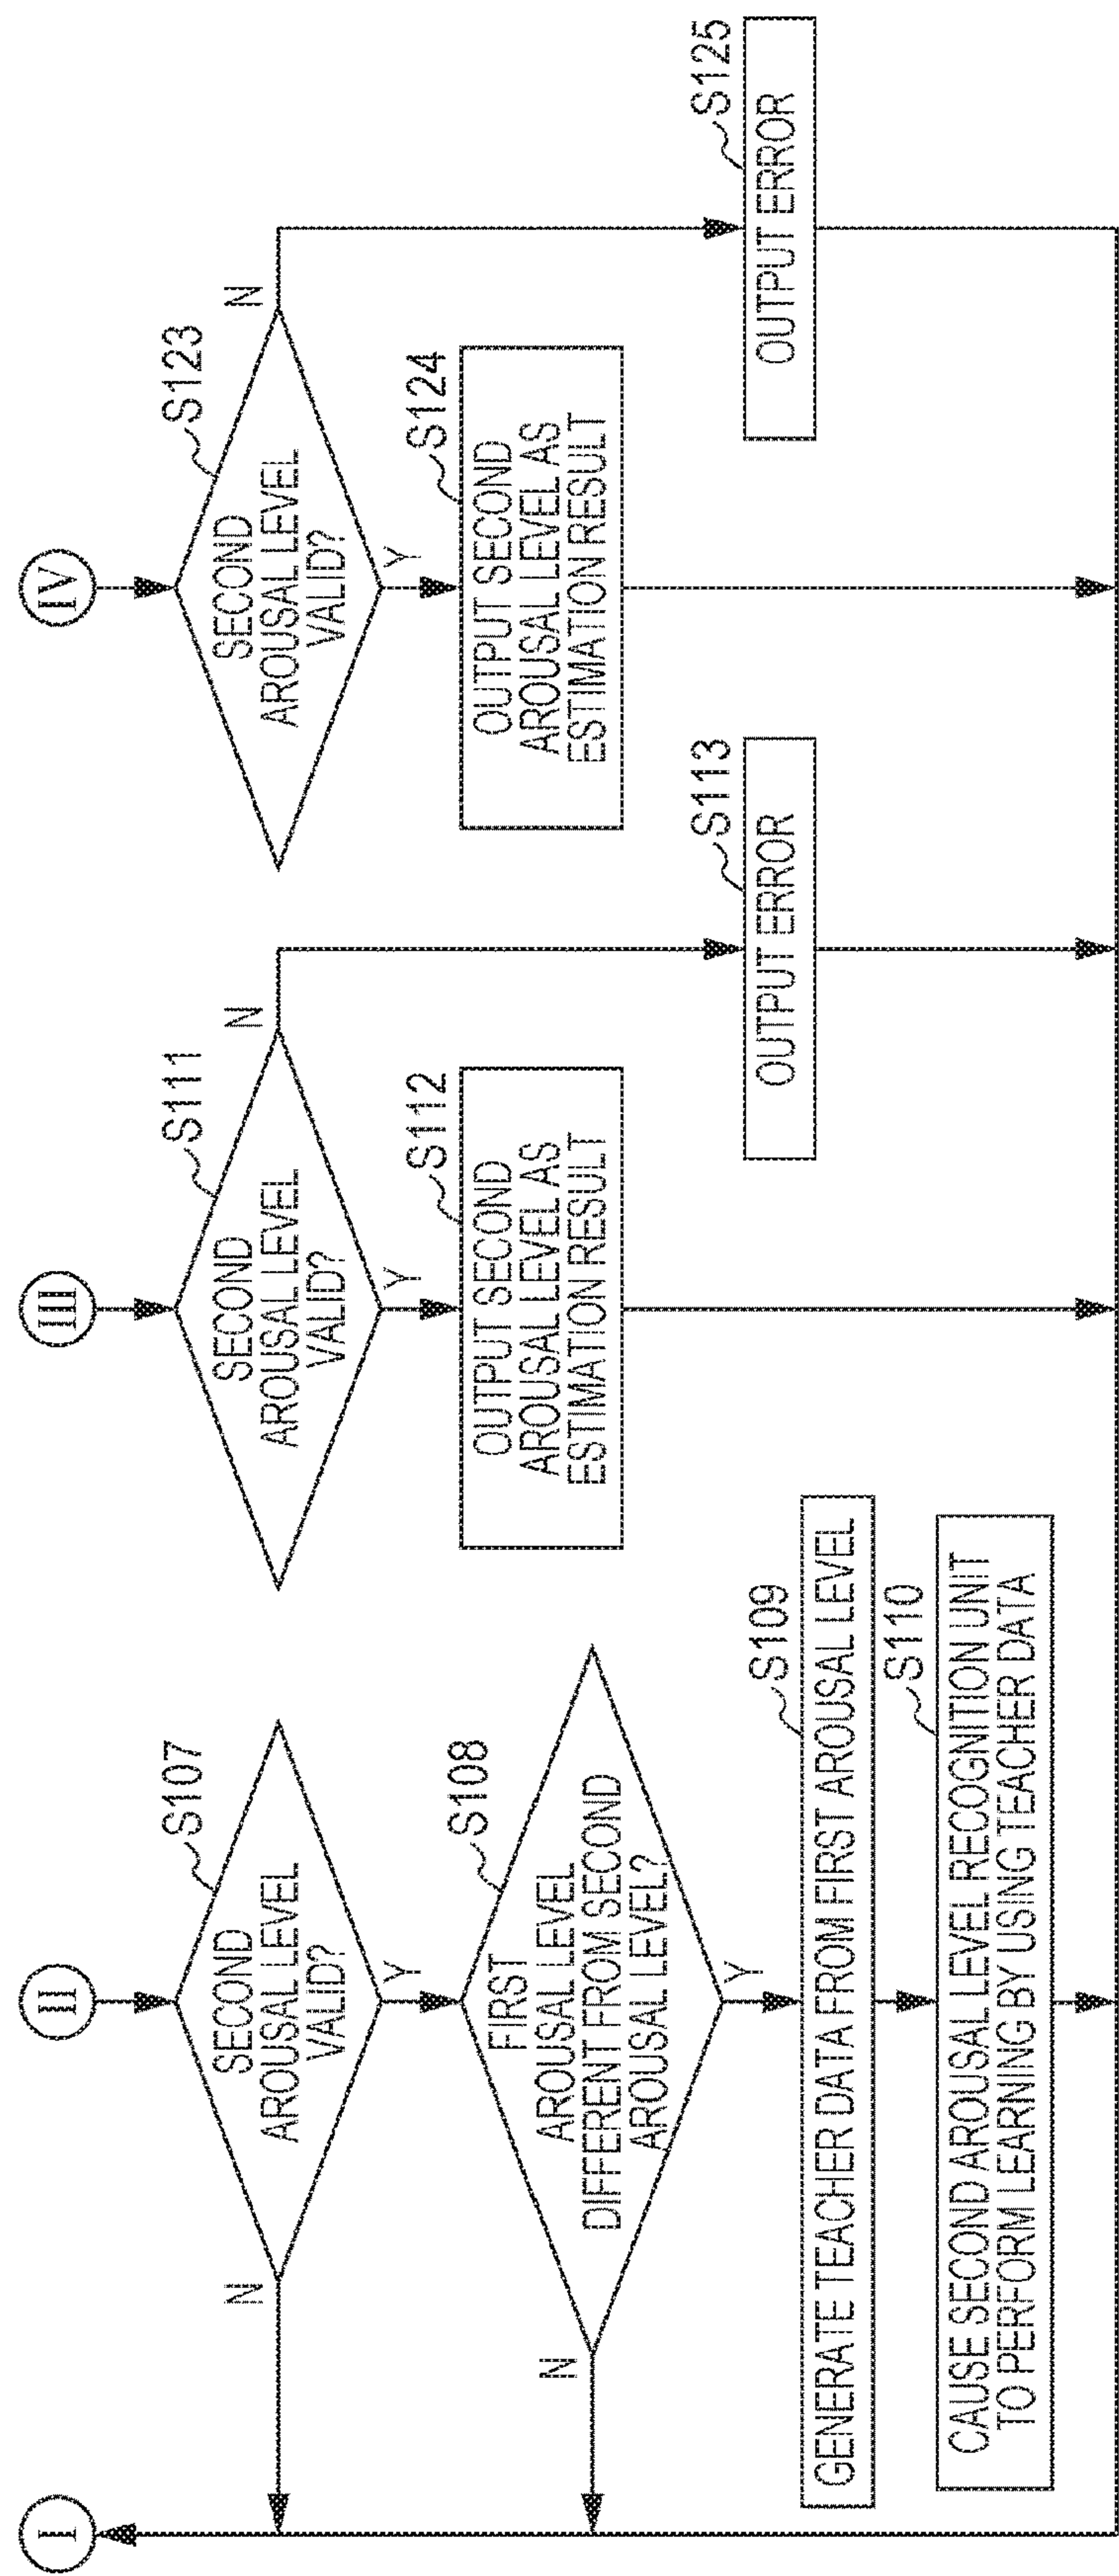 I
II
SECOND
AROUSAL LEVEL
VALID?
S107
N
Y
FIRST
AROUSAL LEVEL
DIFFERENT FROM SECOND
AROUSAL LEVEL?
S108
N
Y
S109
GENERATE TEACHER DATA FROM FIRST AROUSAL LEVEL
S110
CAUSE SECOND AROUSAL LEVEL RECOGNITION UNIT
TO PERFORM LEARNING BY USING TEACHER DATA
III
SECOND
AROUSAL LEVEL
VALID?
S111
N
Y
S112
OUTPUT SECOND
AROUSAL LEVEL AS
ESTIMATION RESULT
S113
OUTPUT ERROR
IV
SECOND
AROUSAL LEVEL
VALID?
S123
N
Y
S124
OUTPUT SECOND
AROUSAL LEVEL AS
ESTIMATION RESULT
S125
OUTPUT ERROR